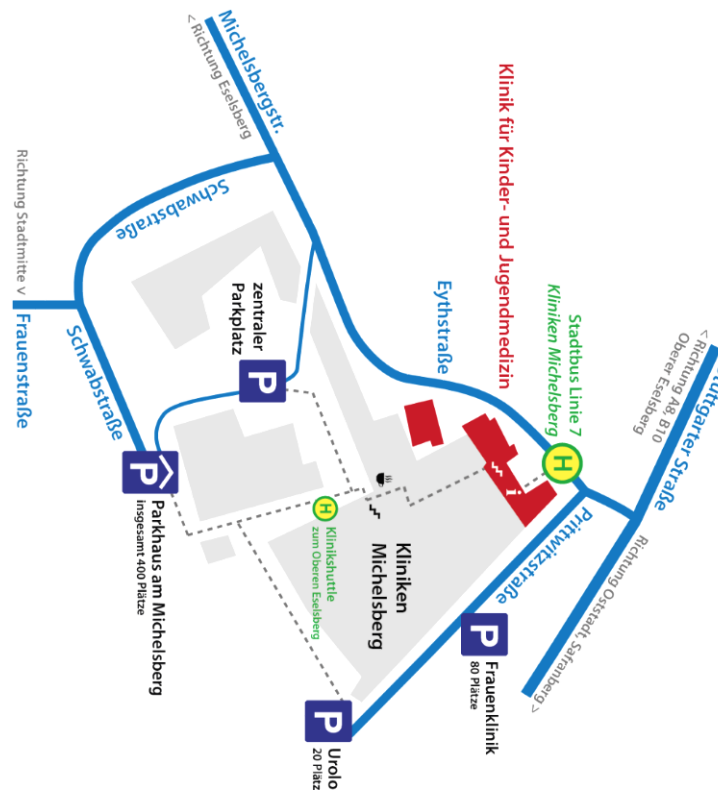 tuttgarter Straße
< Richtung A8, B10
Oberer Eselsberg
Richtung Oststadt, Safranberg >
Stadtbus Linie 7
Kliniken Michelsberg
H
Prittwitzstraße
Klinik für Kinder- und Jugendmedizin
i
P
Frauenklinik
80 Plätze
Eythstraße
Kliniken
Michelsberg
H
Klinikshuttle
zum Oberen Eselsberg
P
Urolo
20 Plätz
Michelsbergstr.
< Richtung Eselsberg
zentraler
Parkplatz
P
Schwabstraße
P
Parkhaus am Michelsberg
insgesamt 400 Plätze
Schwabstraße
Richtung Stadtmitte v
Frauenstraße